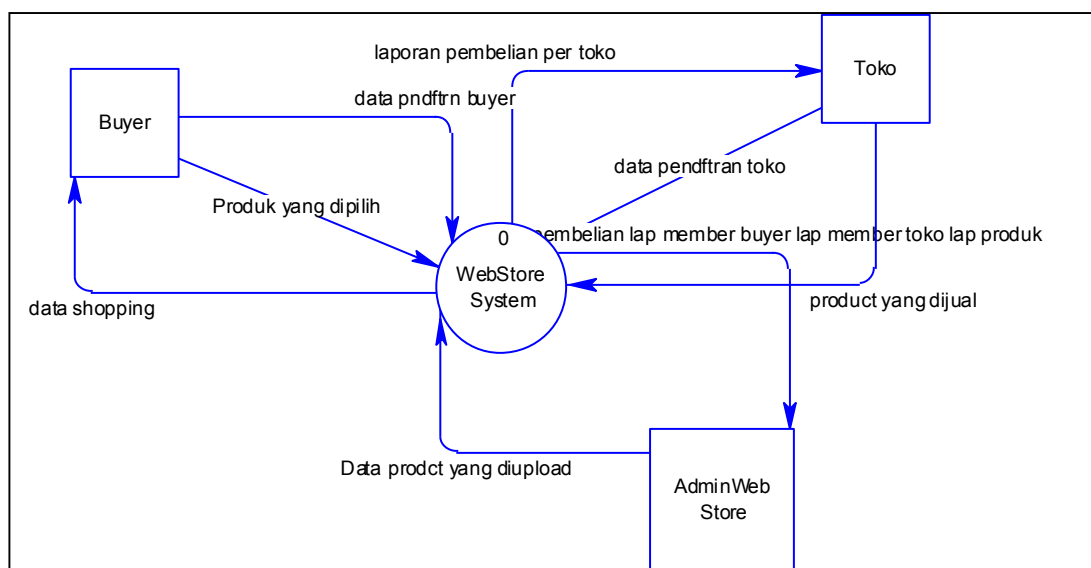 laporan pembelian per toko
Toko
Buyer
data pndftrn buyer
data pendftran toko
Produk yang dipilih
0
pembelian lap member buyer lap member toko lap produk
WebStore
System
data shopping
product yang dijual
Data prodct yang diupload
AdminWeb
Store